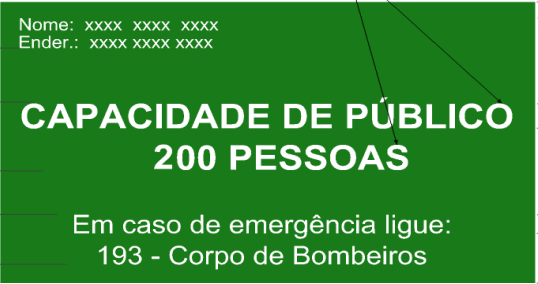 Nome: xxxx xxxx xxxx
Ender.: xxxx xxxx xxxx
CAPACIDADE DE PÚBLICO
200 PESSOAS
Em caso de emergência ligue:
193 - Corpo de Bombeiros